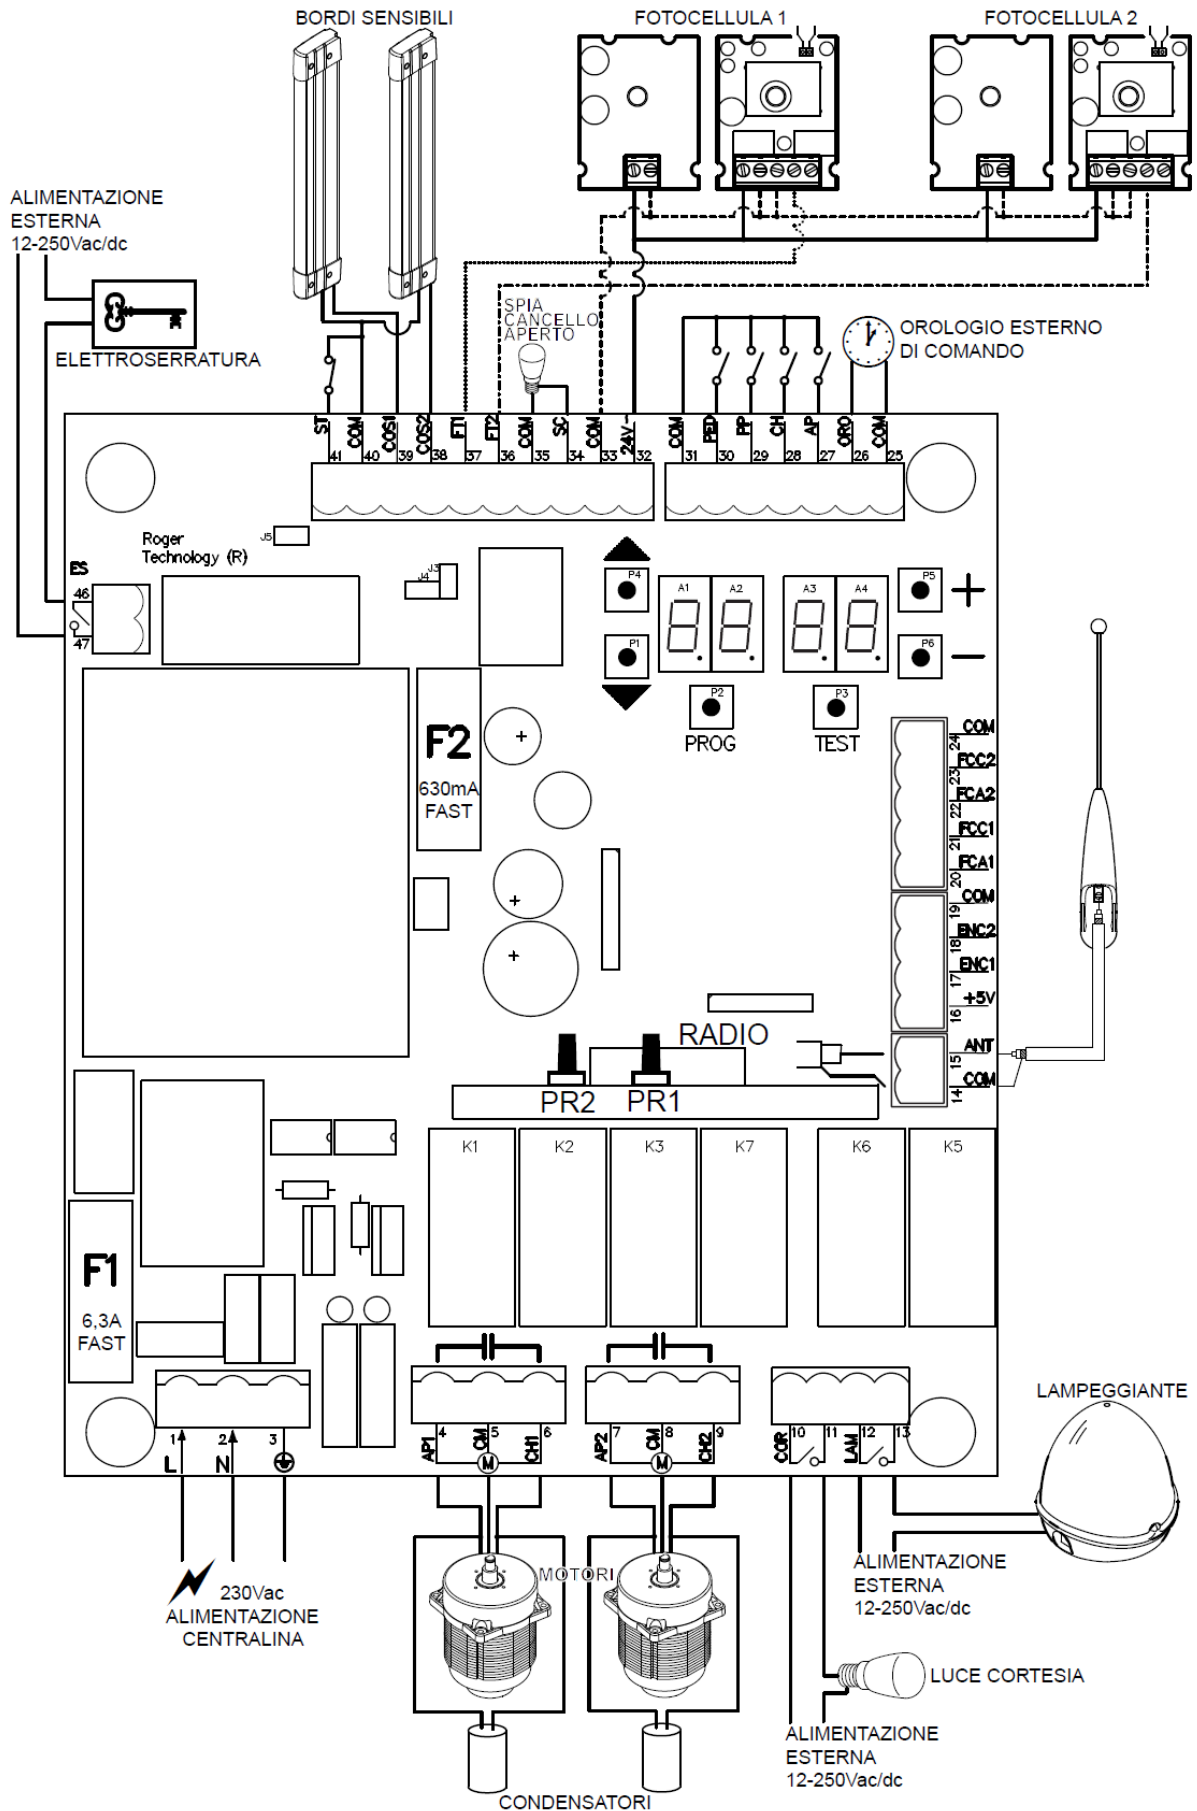 BORDI SENSIBILI
FOTOCELLULA 1
FOTOCELLULA 2
ALIMENTAZIONE
ESTERNA
12-250Vac/dc
ELETTROSERRATURA
SPIA
CANCELLO
APERTO
OROLOGIO ESTERNO
DI COMANDO
ST
COM
COS1
COS2
FT1
FT2
COM
SC
COM
24V-
COM
PED
PP
CH
AP
ORO
COM
41
40
39
38
37
36
35
34
33
32
31
30
29
28
27
26
25
Roger
Technology (R)
J5
J3
J4
ES
46
47
P4
A1
A2
A3
A4
P5
+
P1
P6
−
P2
P3
PROG
TEST
F2
630mA
FAST
+
+
+
COM
24
FCC2
23
FCA2
22
FCC1
21
FCA1
20
COM
19
ENC2
18
ENC1
17
+5V
16
ANT
15
COM
14
RADIO
PR2
PR1
K1
K2
K3
K7
K6
K5
F1
6,3A
FAST
1
2
3
L
N
AP1
4
CM
5
CH1
6
M
AP2
7
CM
8
CH2
9
M
COR
10
11
LAM
12
13
LAMPEGGIANTE
230Vac
ALIMENTAZIONE
CENTRALINA
MOTORI
ALIMENTAZIONE
ESTERNA
12-250Vac/dc
LUCE CORTESIA
ALIMENTAZIONE
ESTERNA
12-250Vac/dc
CONDENSATORI